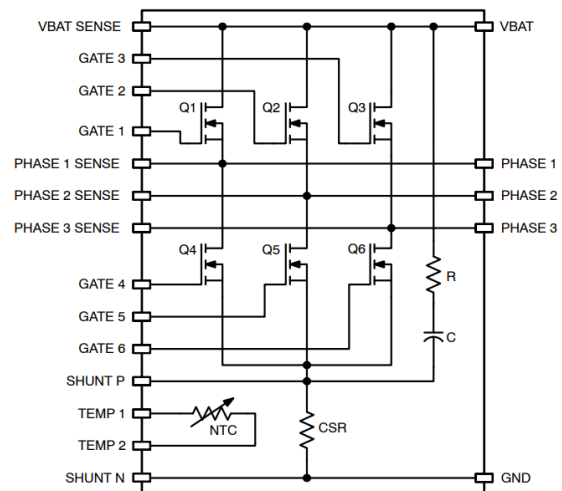 VBAT SENSE
VBAT
GATE 3
GATE 2
Q1
Q2
Q3
GATE 1
PHASE 1 SENSE
PHASE 1
PHASE 2 SENSE
PHASE 2
PHASE 3 SENSE
PHASE 3
Q4
Q5
Q6
R
GATE 4
GATE 5
C
GATE 6
SHUNT P
TEMP 1
NTC
CSR
TEMP 2
SHUNT N
GND